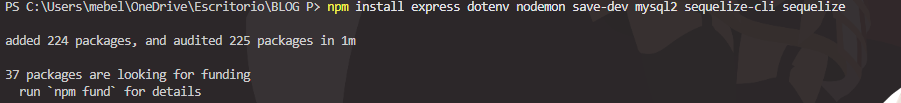 PS C:\Users\mebel\OneDrive\Escritorio\BLOG P> npm install express dotenv nodemon save-dev mysql2 sequelize-cli sequelize
added 224 packages, and audited 225 packages in 1m
37 packages are looking for funding
  run `npm fund` for details